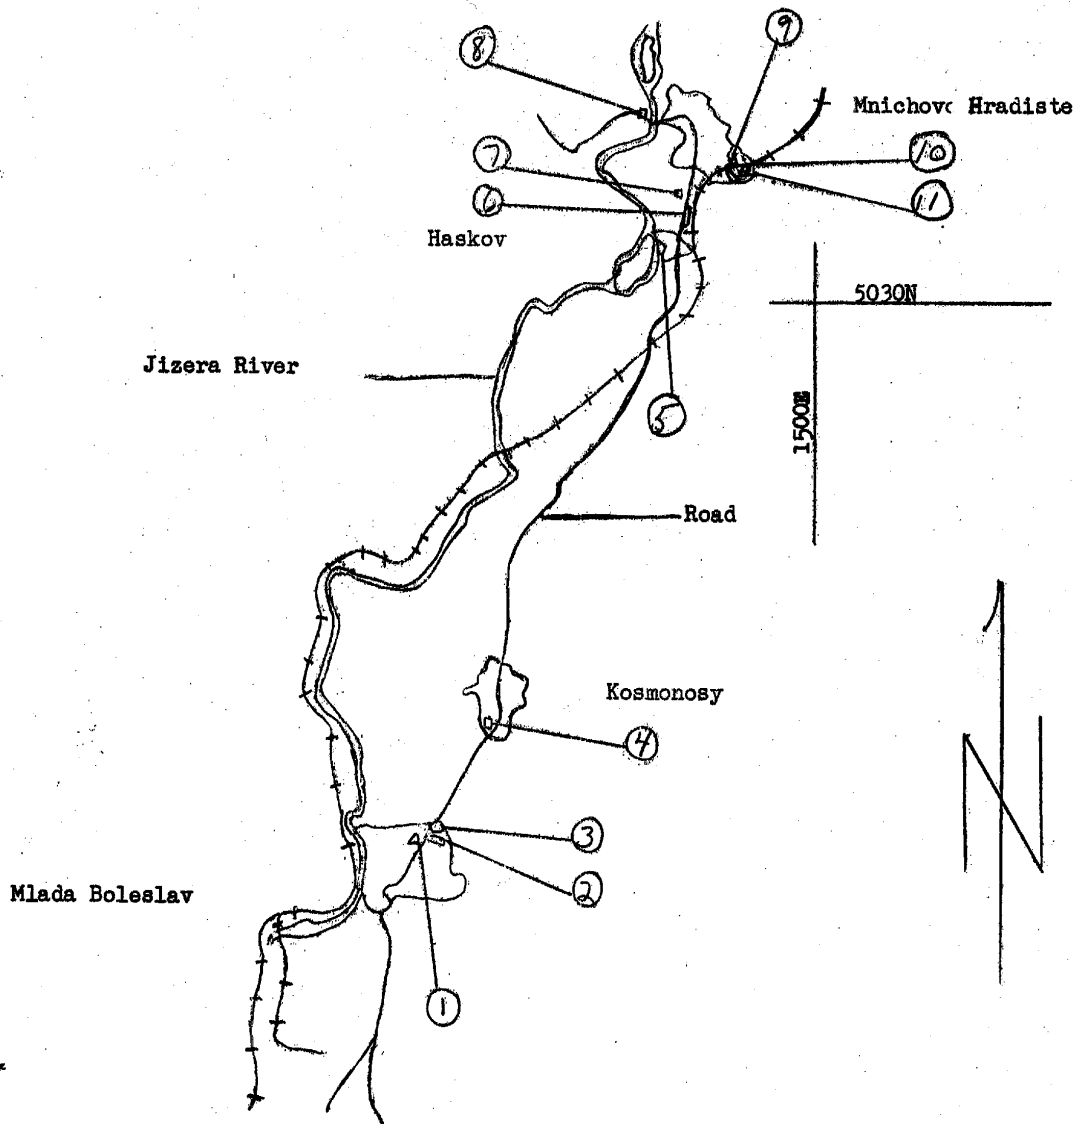 9
8
Mnichovo Hradiste
7
10
6
11
Haskov
5030N
Jizera River
1500E
5
Road
Kosmonosy
4
3
2
Mlada Boleslav
1
N